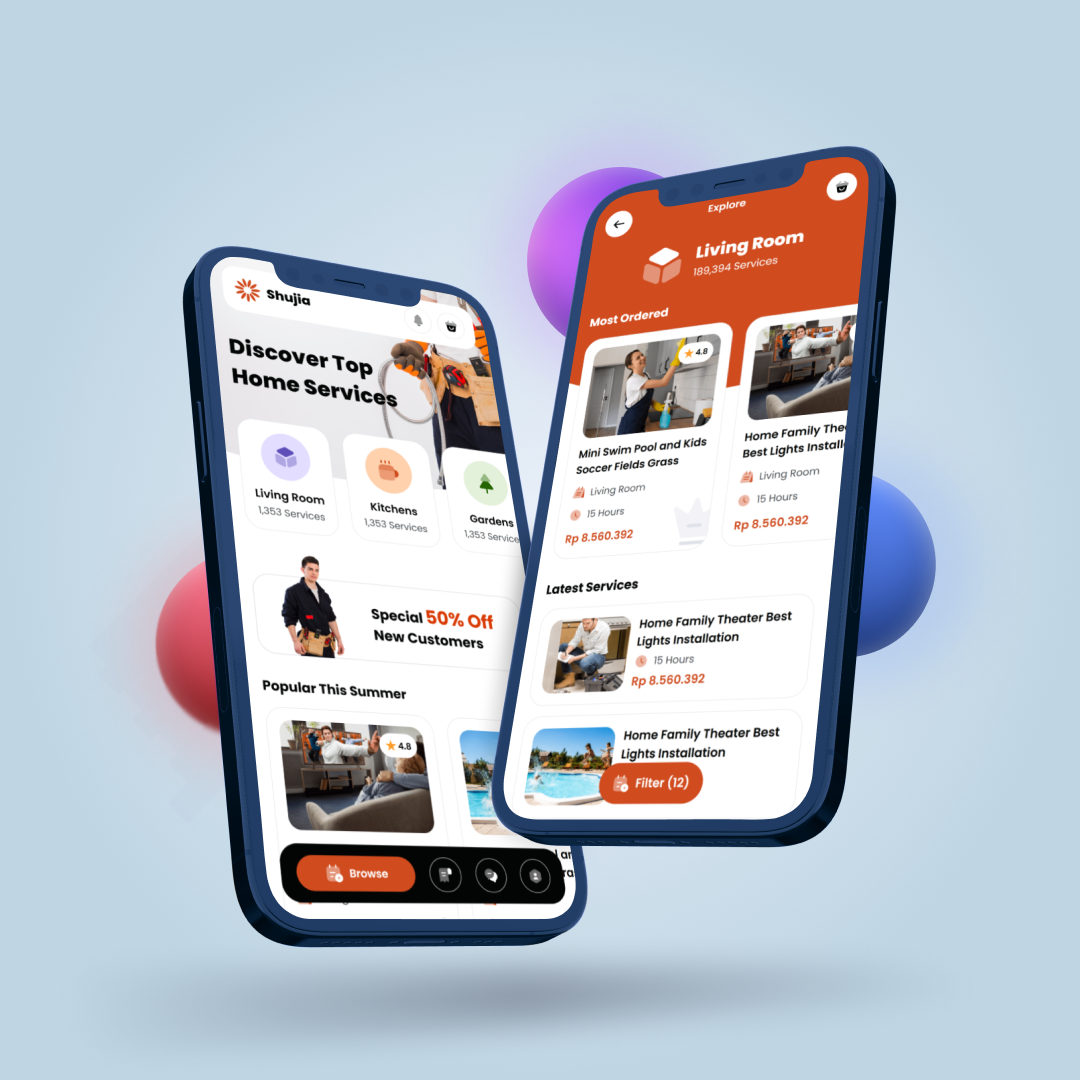 Shujia
Discover Top
Home Services
Living Room
1,353 Services
Kitchens
1,353 Services
Gardens
1,353 Service
Special 50% Off
New Customers
Popular This Summer
4.8
Browse
Explore
Living Room
189,394 Services
Most Ordered
4.8
Mini Swim Pool and Kids
Soccer Fields Grass
Living Room
15 Hours
Rp 8.560.392
Home Family Thea
Best Lights Install
Living Room
15 Hours
Rp 8.560.392
Latest Services
Home Family Theater Best
Lights Installation
15 Hours
Rp 8.560.392
Home Family Theater Best
Lights Installation
Filter (12)